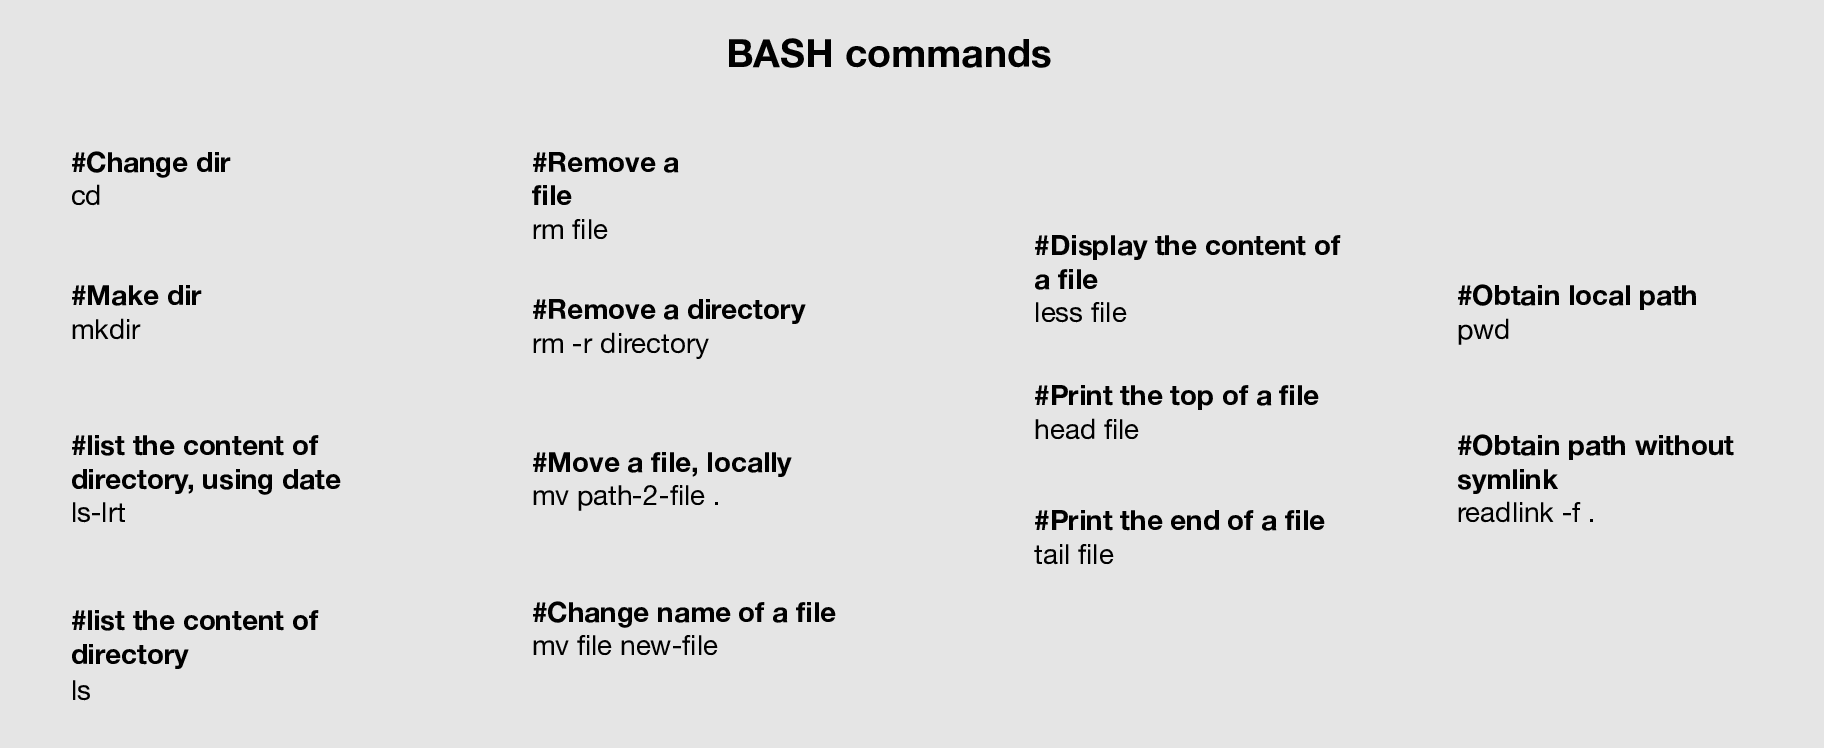 BASH commands
#Change dir
cd
#Make dir
mkdir
#list the content of
directory, using date
ls-lrt
#list the content of
directory
ls
#Remove a
file
rm file
#Remove a directory
rm -r directory
#Move a file, locally
mv path-2-file .
#Change name of a file
mv file new-file
#Display the content of
a file
less file
#Print the top of a file
head file
#Print the end of a file
tail file
#Obtain local path
pwd
#Obtain path without
symlink
readlink -f .